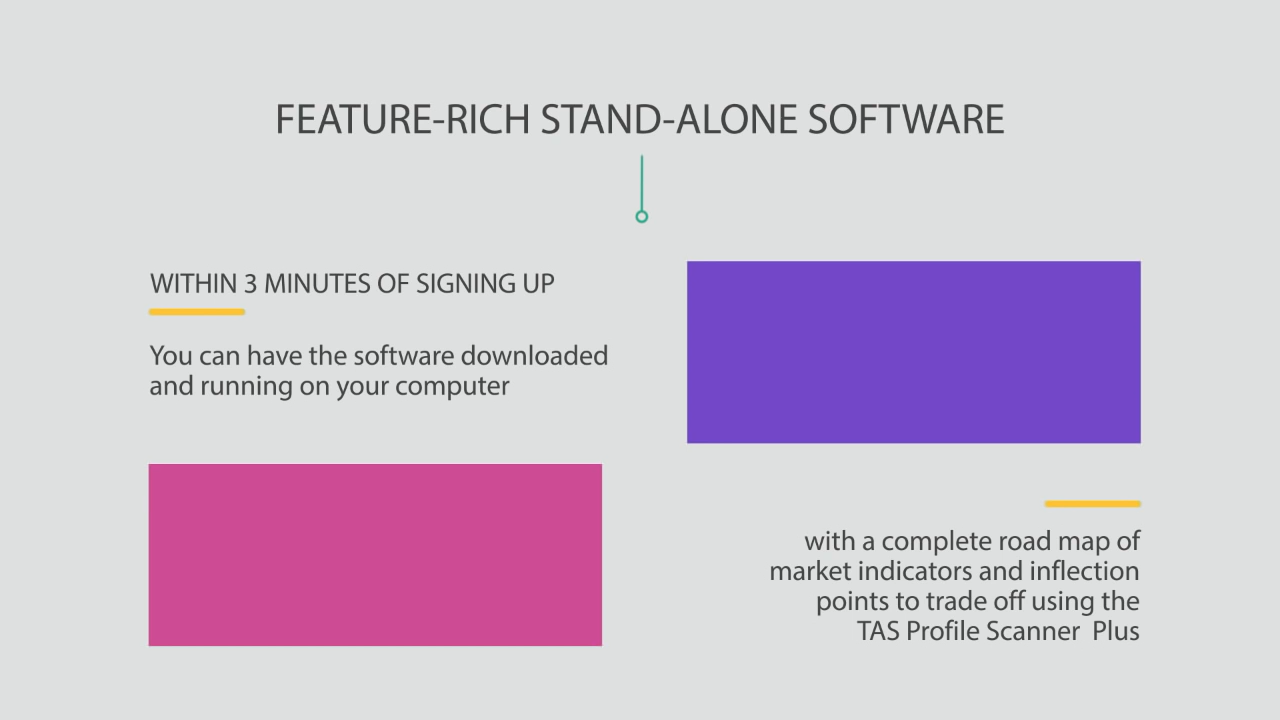 FEATURE-RICH STAND-ALONE SOFTWARE
WITHIN 3 MINUTES OF SIGNING UP
You can have the software downloaded
and running on your computer
with a complete road map of
market indicators and inflection
points to trade off using the
TAS Profile Scanner  Plus